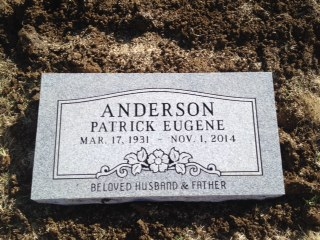 ANDERSON
PATRICK EUGENE
MAR. 17, 1931 - NOV. 1, 2014
BELOVED HUSBAND & FATHER